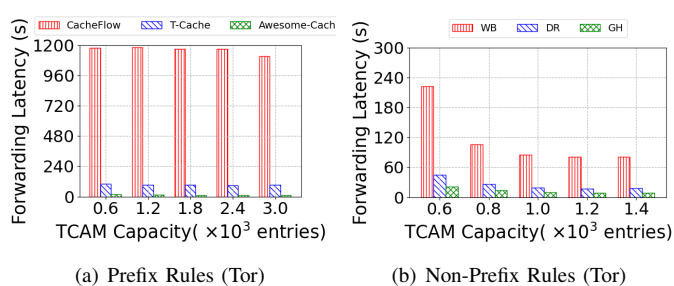 CacheFlow T-Cache Awesome-Cach
Forwarding Latency (s)
1200
960
720
480
240
0
0.6 1.2 1.8 2.4 3.0
TCAM Capacity( ×10³ entries)
(a) Prefix Rules (Tor)
WB DR GH
Forwarding Latency (s)
300
240
180
120
60
0
0.6 0.8 1.0 1.2 1.4
TCAM Capacity( ×10³ entries)
(b) Non-Prefix Rules (Tor)